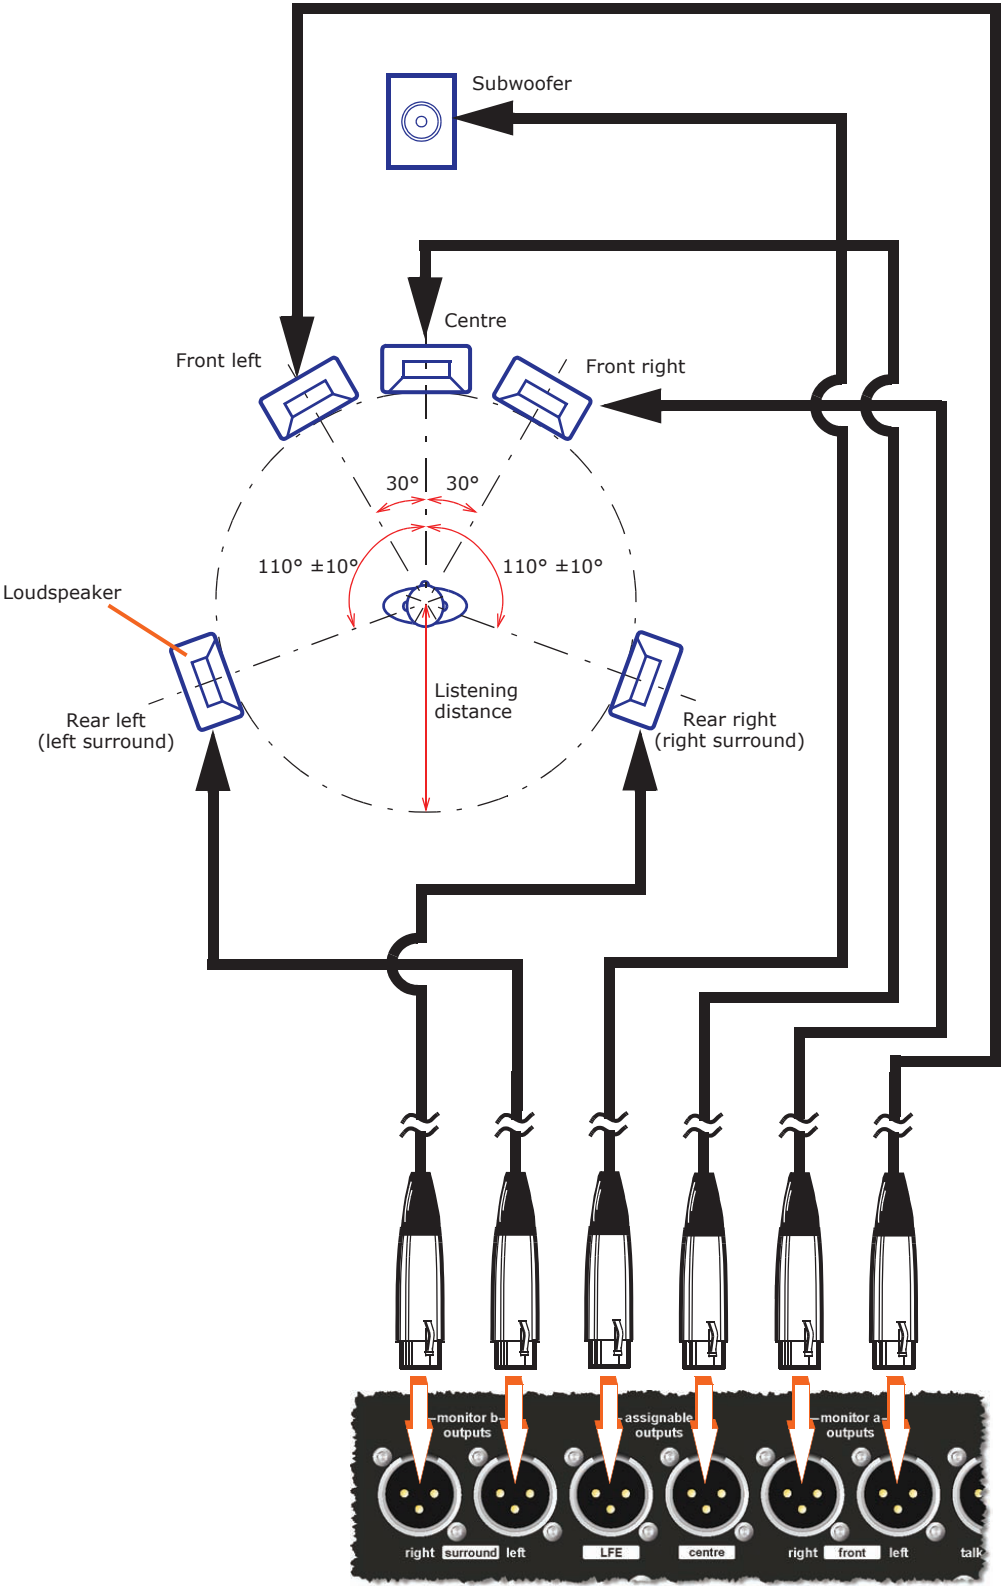 Subwoofer
Centre
Front left
Front right
30°
30°
110° ±10°
110° ±10°
Loudspeaker
Listening
distance
Rear left
(left surround)
Rear right
(right surround)
monitor b
outputs
assignable
outputs
monitor a
outputs
right
surround
left
LFE
centre
right
front
left
talk